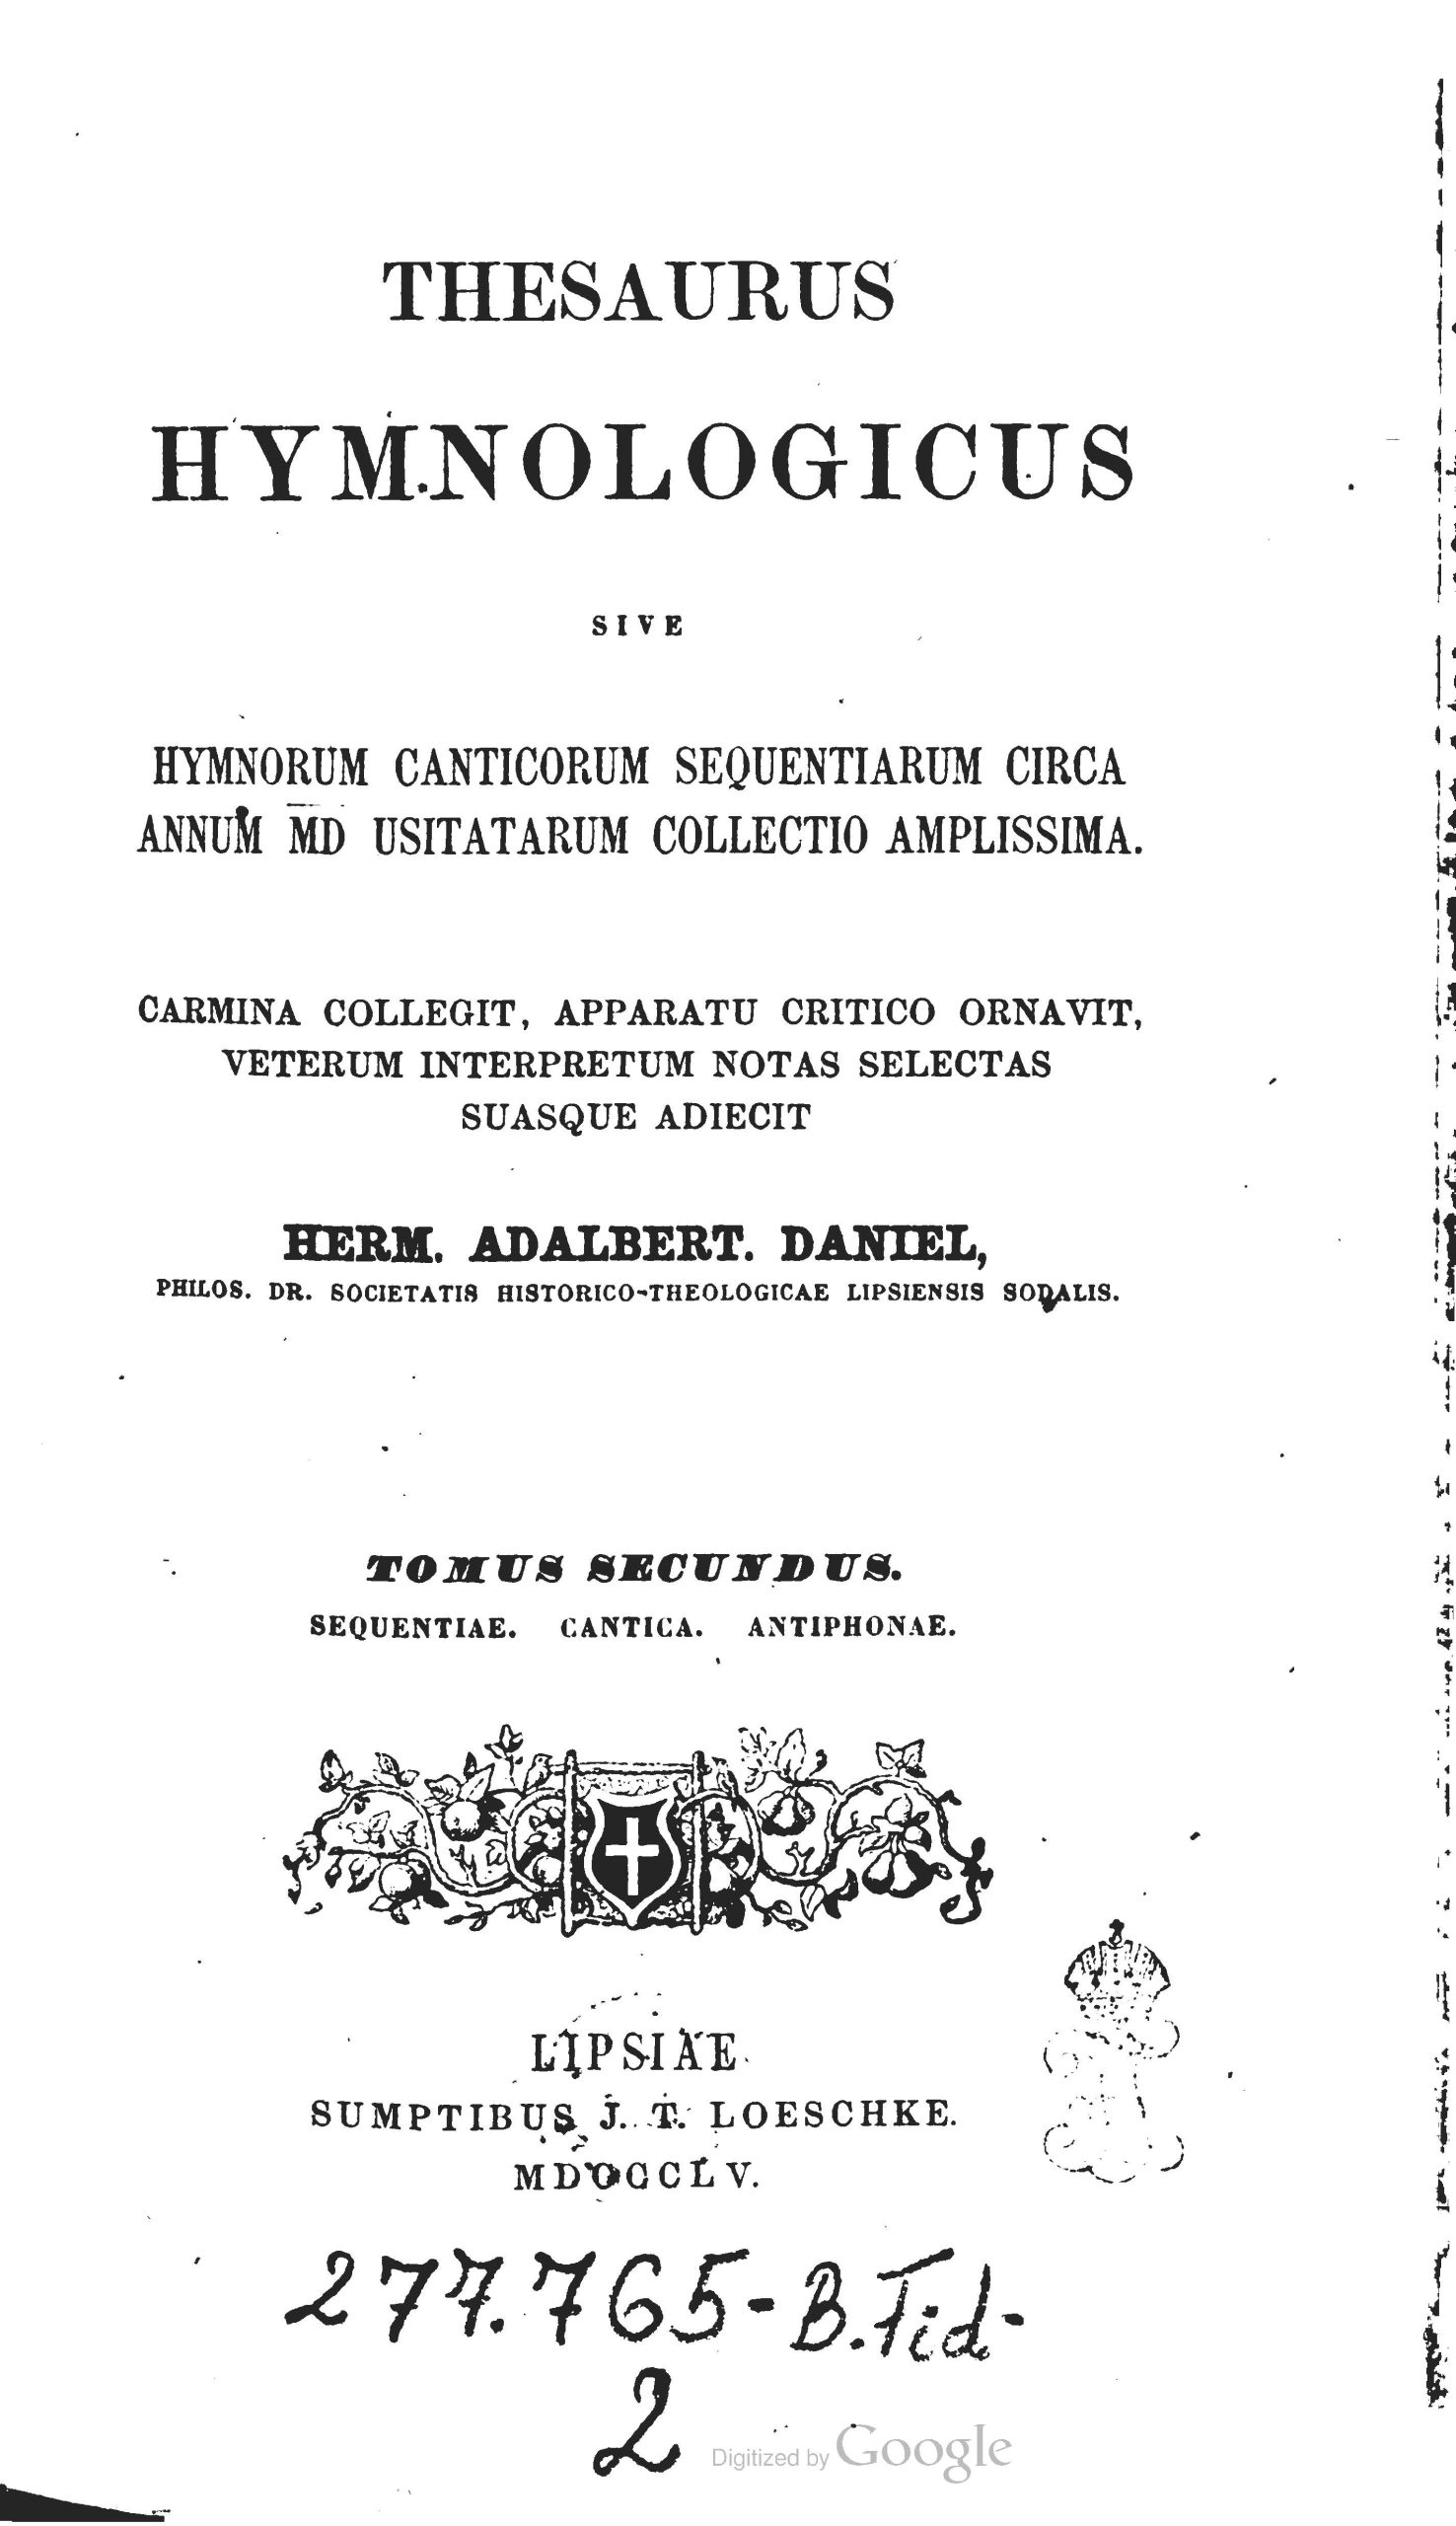 THESAURUS
HYMNOLOGICUS
SIVE
HYMNORUM CANTICORUM SEQUENTIARUM CIRCA
ANNUM MD USITATARUM COLLECTIO AMPLISSIMA.
CARMINA COLLEGIT, APPARATU CRITICO ORNAVIT,
VETERUM INTERPRETUM NOTAS SELECTAS
SUASQUE ADIECIT
HERM. ADALBERT. DANIEL,
PHILOS. DR. SOCIETATIS HISTORICO-THEOLOGICAE LIPSIENSIS SODALIS.
TOMUS SECUNDUS.
SEQUENTIAE. CANTICA. ANTIPHONAE.
LIPSIAE
SUMPTIBUS J. T. LOESCHKE.
MDCCCLV.
277.765-B.Fid-
2
Digitized by Google